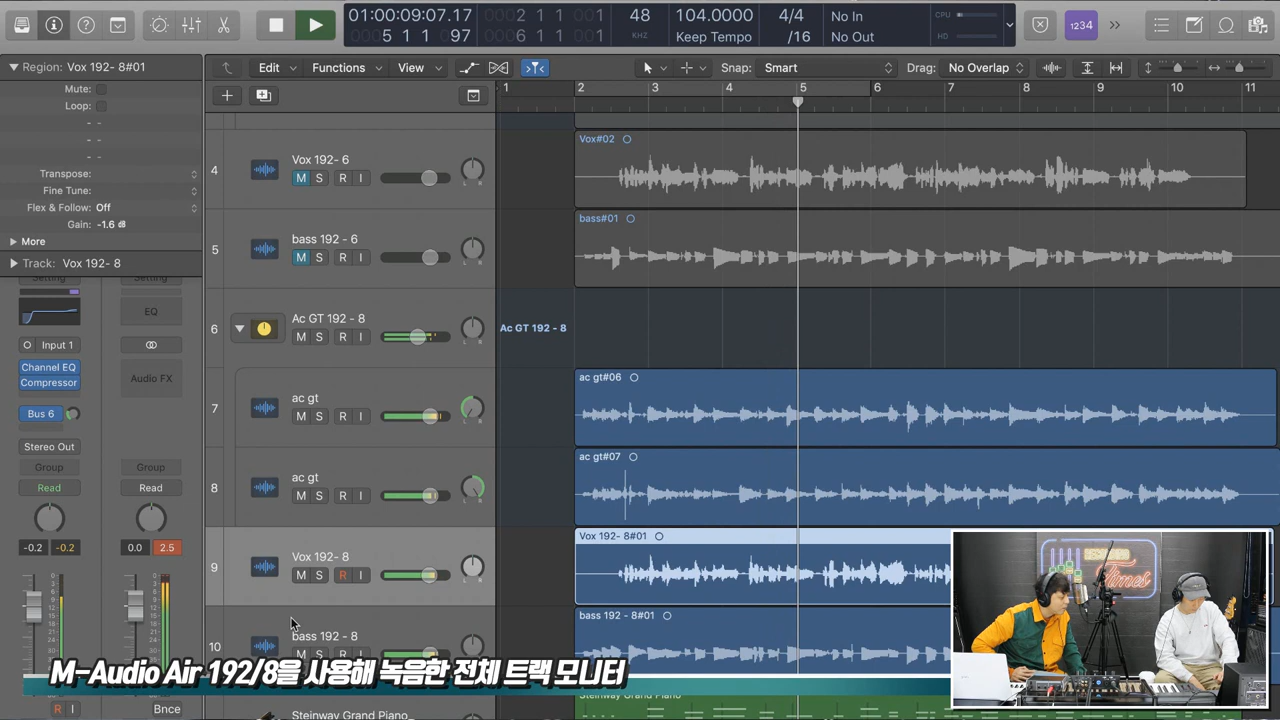 01:00:09:07.17
5 1 1 97
0002 2 1 1 001
0006 1 1 001
48
KHZ
104.0000
Keep Tempo
4/4
/16
No In
No Out
CPU
HD
1234
Region: Vox 192- 8#01
Mute:
Loop:
Transpose:
Fine Tune:
Flex & Follow: Off
Gain: -1.6 dB
More
Track: Vox 192- 8
Edit
Functions
View
Snap: Smart
Drag: No Overlap
1 2 3 4 5 6 7 8 9 10 11
4
Vox 192- 6
M S R I
Vox#02
5
bass 192 - 6
M S R I
bass#01
6
Ac GT 192 - 8
M S R I
Ac GT 192 - 8
7
ac gt
M S R I
ac gt#06
8
ac gt
M S R I
ac gt#07
9
Vox 192- 8
M S R I
Vox 192- 8#01
10
bass 192 - 8
M S R I
bass 192 - 8#01
Steinway Grand Piano
Steinway Grand Piano
Setting
Setting
EQ
Input 1
Channel EQ
Compressor
Audio FX
Bus 6
Stereo Out
Group
Group
Read
Read
-0.2 -0.2
0.0 2.5
R I
Bnce
Times
M-Audio Air 192/8을 사용해 녹음한 전체 트랙 모니터